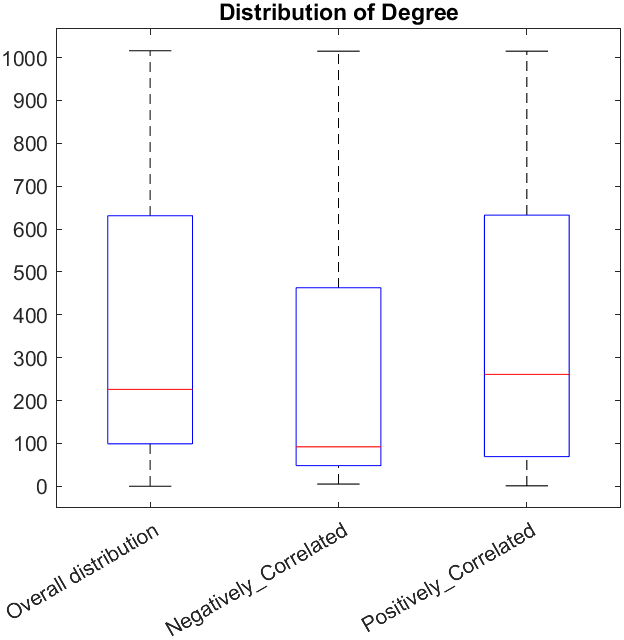 Distribution of Degree
1000
900
800
700
600
500
400
300
200
100
0
Overall distribution
Negatively_Correlated
Positively_Correlated